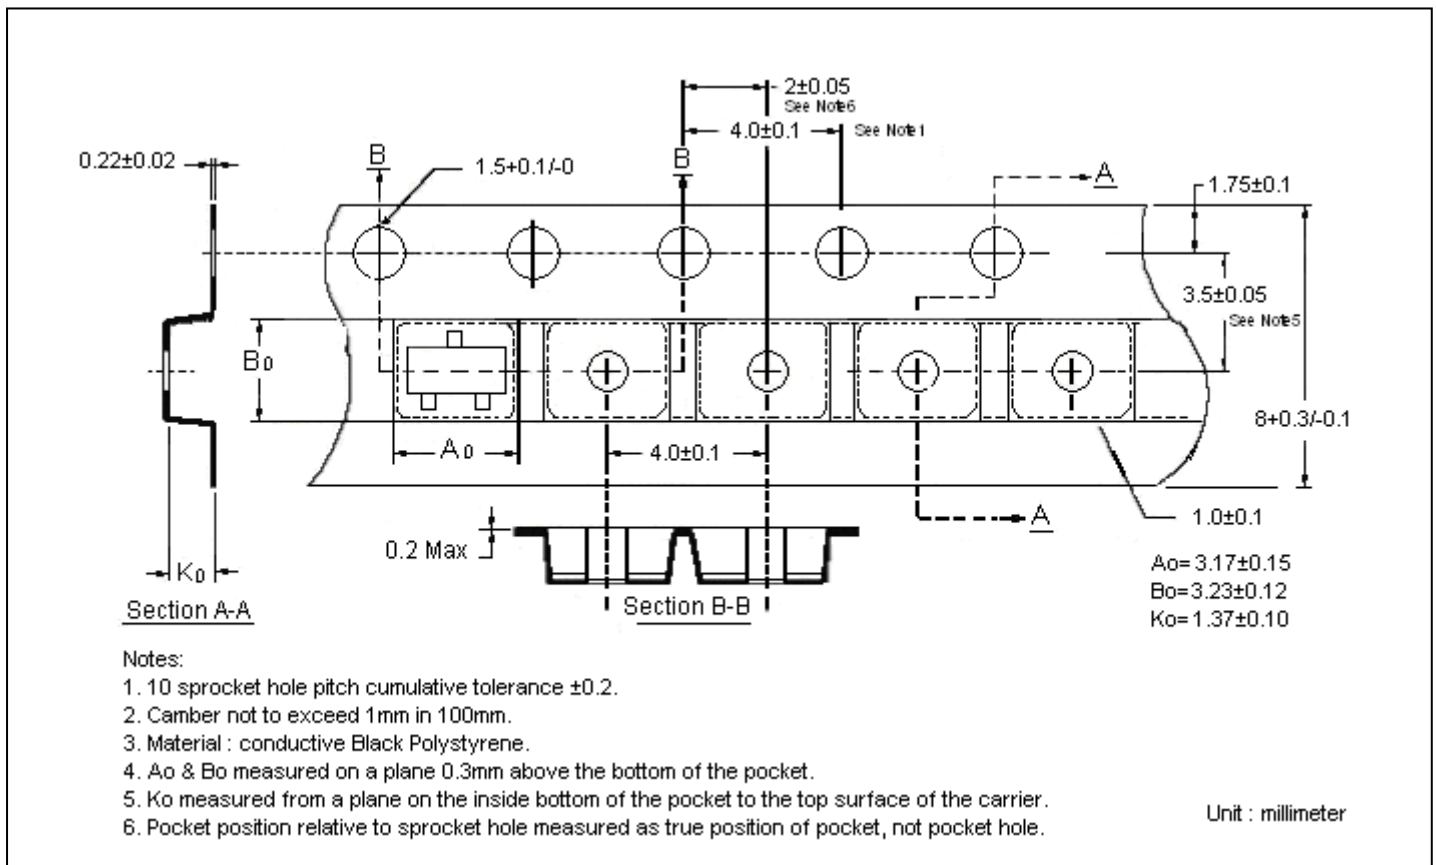 2±0.05
See Note6
4.0±0.1 See Note1
B
B
0.22±0.02
1.5+0.1/-0
A
1.75±0.1
3.5±0.05
See Note5
B0
A0
4.0±0.1
8+0.3/-0.1
A
1.0±0.1
0.2 Max
K0
Section A-A
Section B-B
Ao=3.17±0.15
Bo=3.23±0.12
Ko=1.37±0.10
Notes:
1. 10 sprocket hole pitch cumulative tolerance ±0.2.
2. Camber not to exceed 1mm in 100mm.
3. Material : conductive Black Polystyrene.
4. Ao & Bo measured on a plane 0.3mm above the bottom of the pocket.
5. Ko measured from a plane on the inside bottom of the pocket to the top surface of the carrier.
6. Pocket position relative to sprocket hole measured as true position of pocket, not pocket hole.
Unit : millimeter